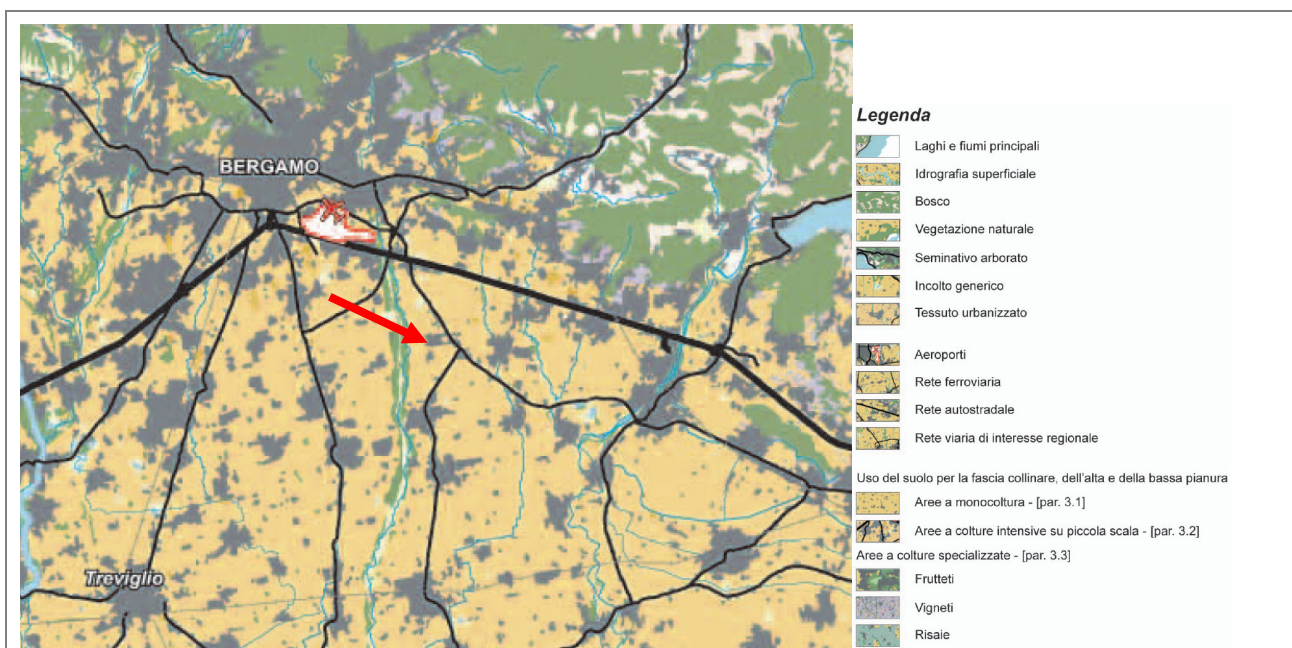 BERGAMO
Treviglio
Legenda
Laghi e fiumi principali
Idrografia superficiale
Bosco
Vegetazione naturale
Seminativo arborato
Incolto generico
Tessuto urbanizzato
Aeroporti
Rete ferroviaria
Rete autostradale
Rete viaria di interesse regionale
Uso del suolo per la fascia collinare, dell'alta e della bassa pianura
Aree a monocoltura - [par. 3.1]
Aree a colture intensive su piccola scala - [par. 3.2]
Aree a colture specializzate - [par. 3.3]
Frutteti
Vigneti
Risaie